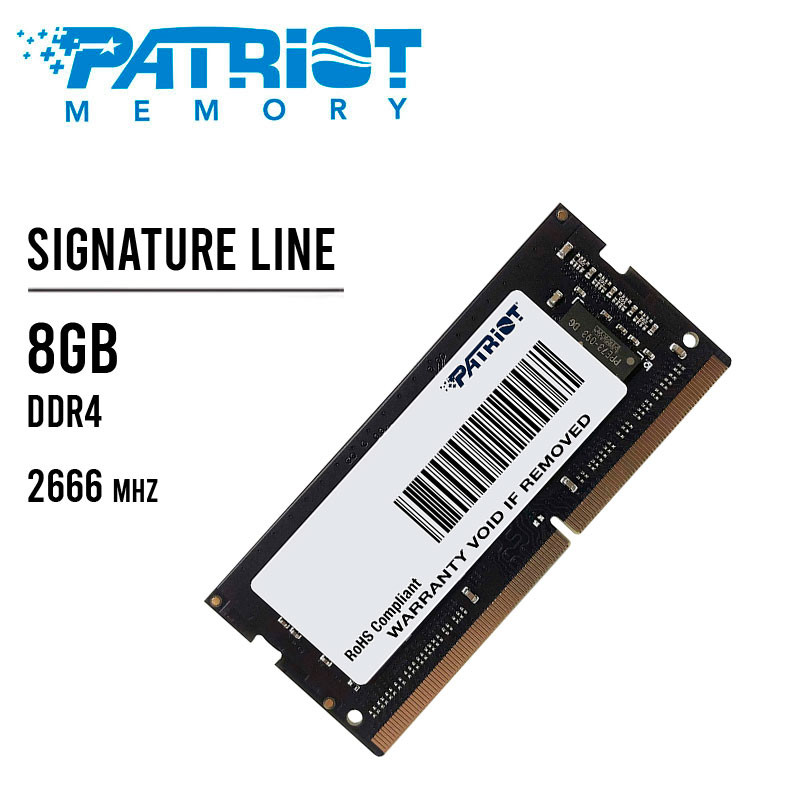 PATRIOT
MEMORY
SIGNATURE LINE
8GB
DDR4
2666 MHZ
PATRIOT
RoHS Compliant
WARRANTY VOID IF REMOVED